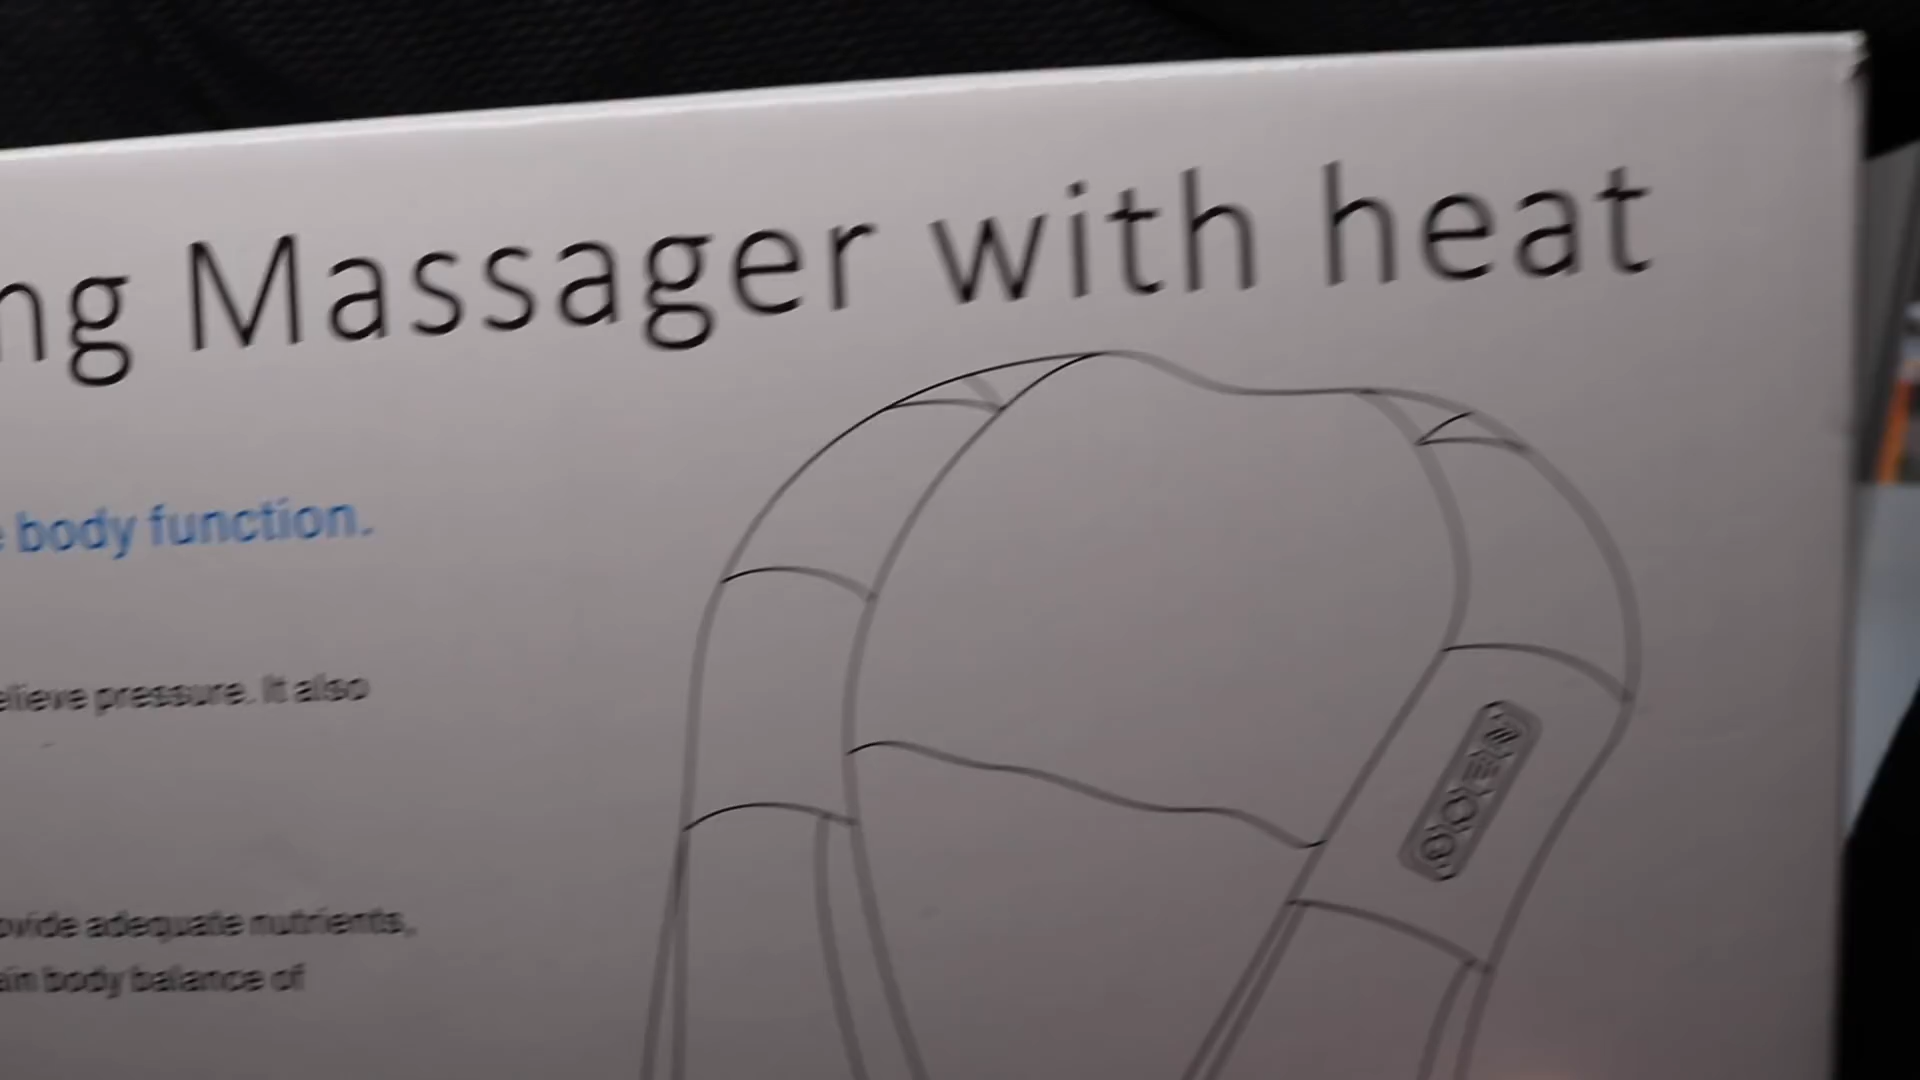 ng Massager with heat
body function.
elieve pressure. It also
ovide adequate nutrients,
ain body balance of